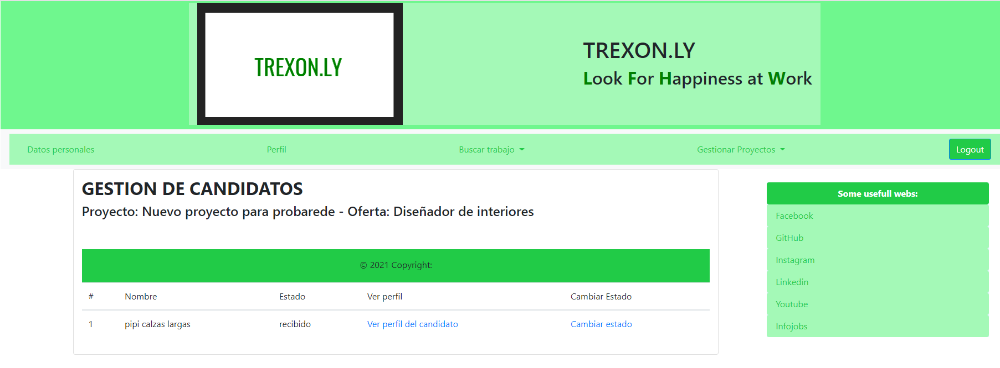 TREXON.LY
TREXON.LY
Look For Happiness at Work
Datos personales
Perfil
Buscar trabajo
Gestionar Proyectos
Logout
GESTION DE CANDIDATOS
Proyecto: Nuevo proyecto para probarede - Oferta: Diseñador de interiores
© 2021 Copyright:
# Nombre Estado Ver perfil Cambiar Estado
1 pipi calzas largas recibido Ver perfil del candidato Cambiar estado
Some usefull webs:
Facebook
GitHub
Instagram
Linkedin
Youtube
Infojobs